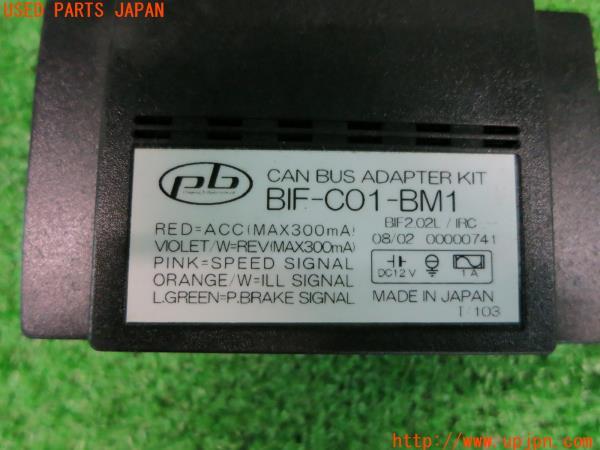 USED PARTS JAPAN
pb
CAN BUS ADAPTER KIT
BIF-C01-BM1
BIF2.02L / IRC
RED=ACC(MAX300mA)
08/02 00000741
VIOLET/W=REV(MAX300mA)
PINK=SPEED SIGNAL
ORANGE/W=ILL SIGNAL
DC12V
1A
L.GREEN=P.BRAKE SIGNAL
MADE IN JAPAN
T/103
http://www.upjpn.com